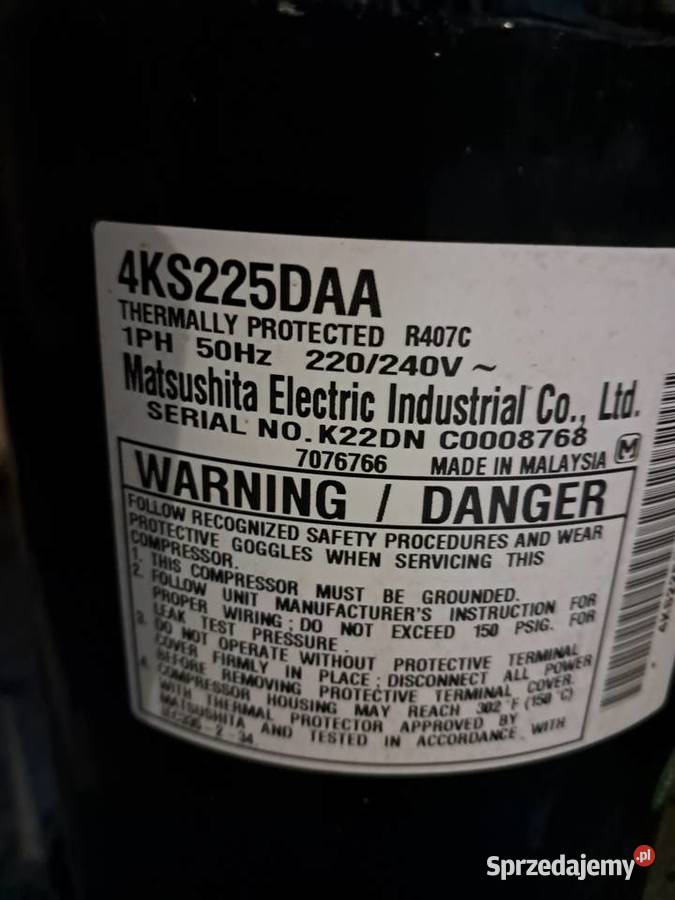 4KS225DAA
THERMALLY PROTECTED R407C
1PH 50Hz 220/240V ~
Matsushita Electric Industrial Co., Ltd.
SERIAL NO. K22DN C0008768
7076766 MADE IN MALAYSIA M
WARNING / DANGER
FOLLOW RECOGNIZED SAFETY PROCEDURES AND WEAR
PROTECTIVE GOGGLES WHEN SERVICING THIS
COMPRESSOR.
1. THIS COMPRESSOR MUST BE GROUNDED.
2. FOLLOW UNIT MANUFACTURER'S INSTRUCTION FOR
PROPER WIRING ; DO NOT EXCEED 150 PSIG. FOR
LEAK TEST PRESSURE.
3. DO NOT OPERATE WITHOUT PROTECTIVE TERMINAL
COVER FIRMLY IN PLACE ; DISCONNECT ALL POWER
BEFORE REMOVING PROTECTIVE TERMINAL COVER.
4. COMPRESSOR HOUSING MAY REACH 302 °F (150 °C)
WITH THERMAL PROTECTOR APPROVED BY
MATSUSHITA AND TESTED IN ACCORDANCE WITH
-2-34.
Sprzedajemy.pl